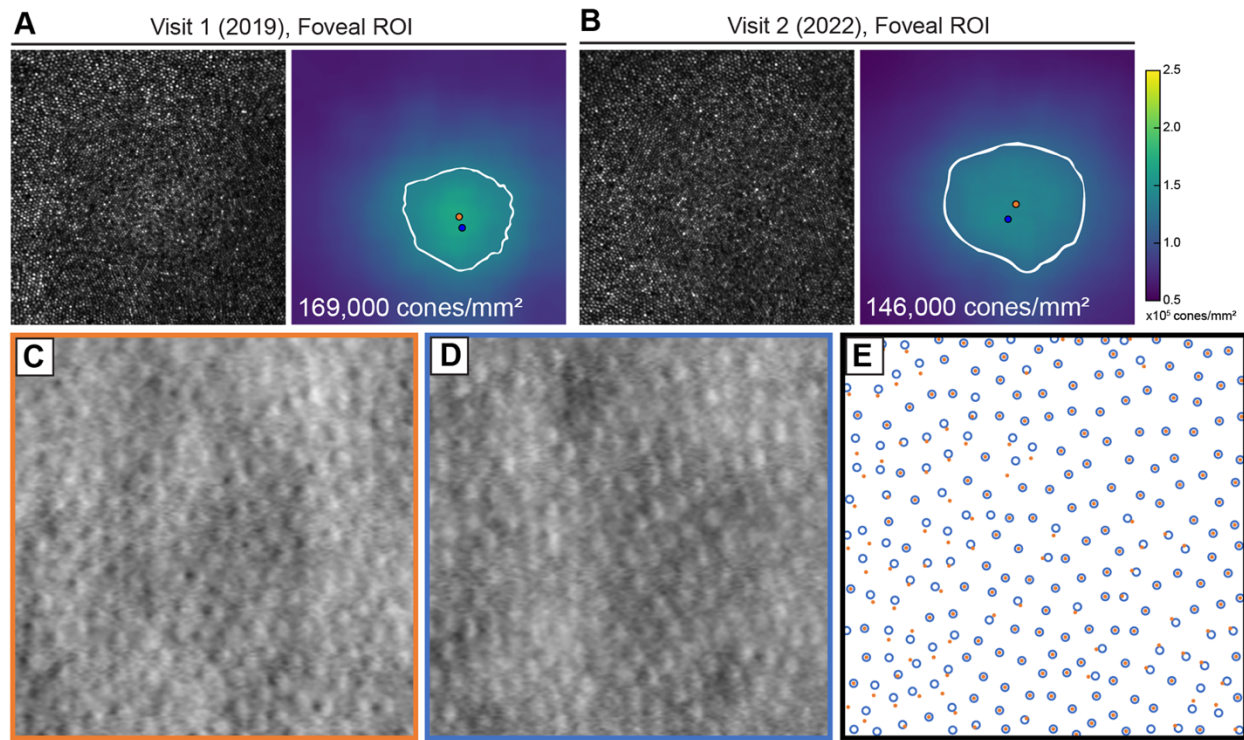 A
Visit 1 (2019), Foveal ROI
B
Visit 2 (2022), Foveal ROI
169,000 cones/mm²
146,000 cones/mm²
2.5
2.0
1.5
1.0
0.5
x10⁵ cones/mm²
C
D
E